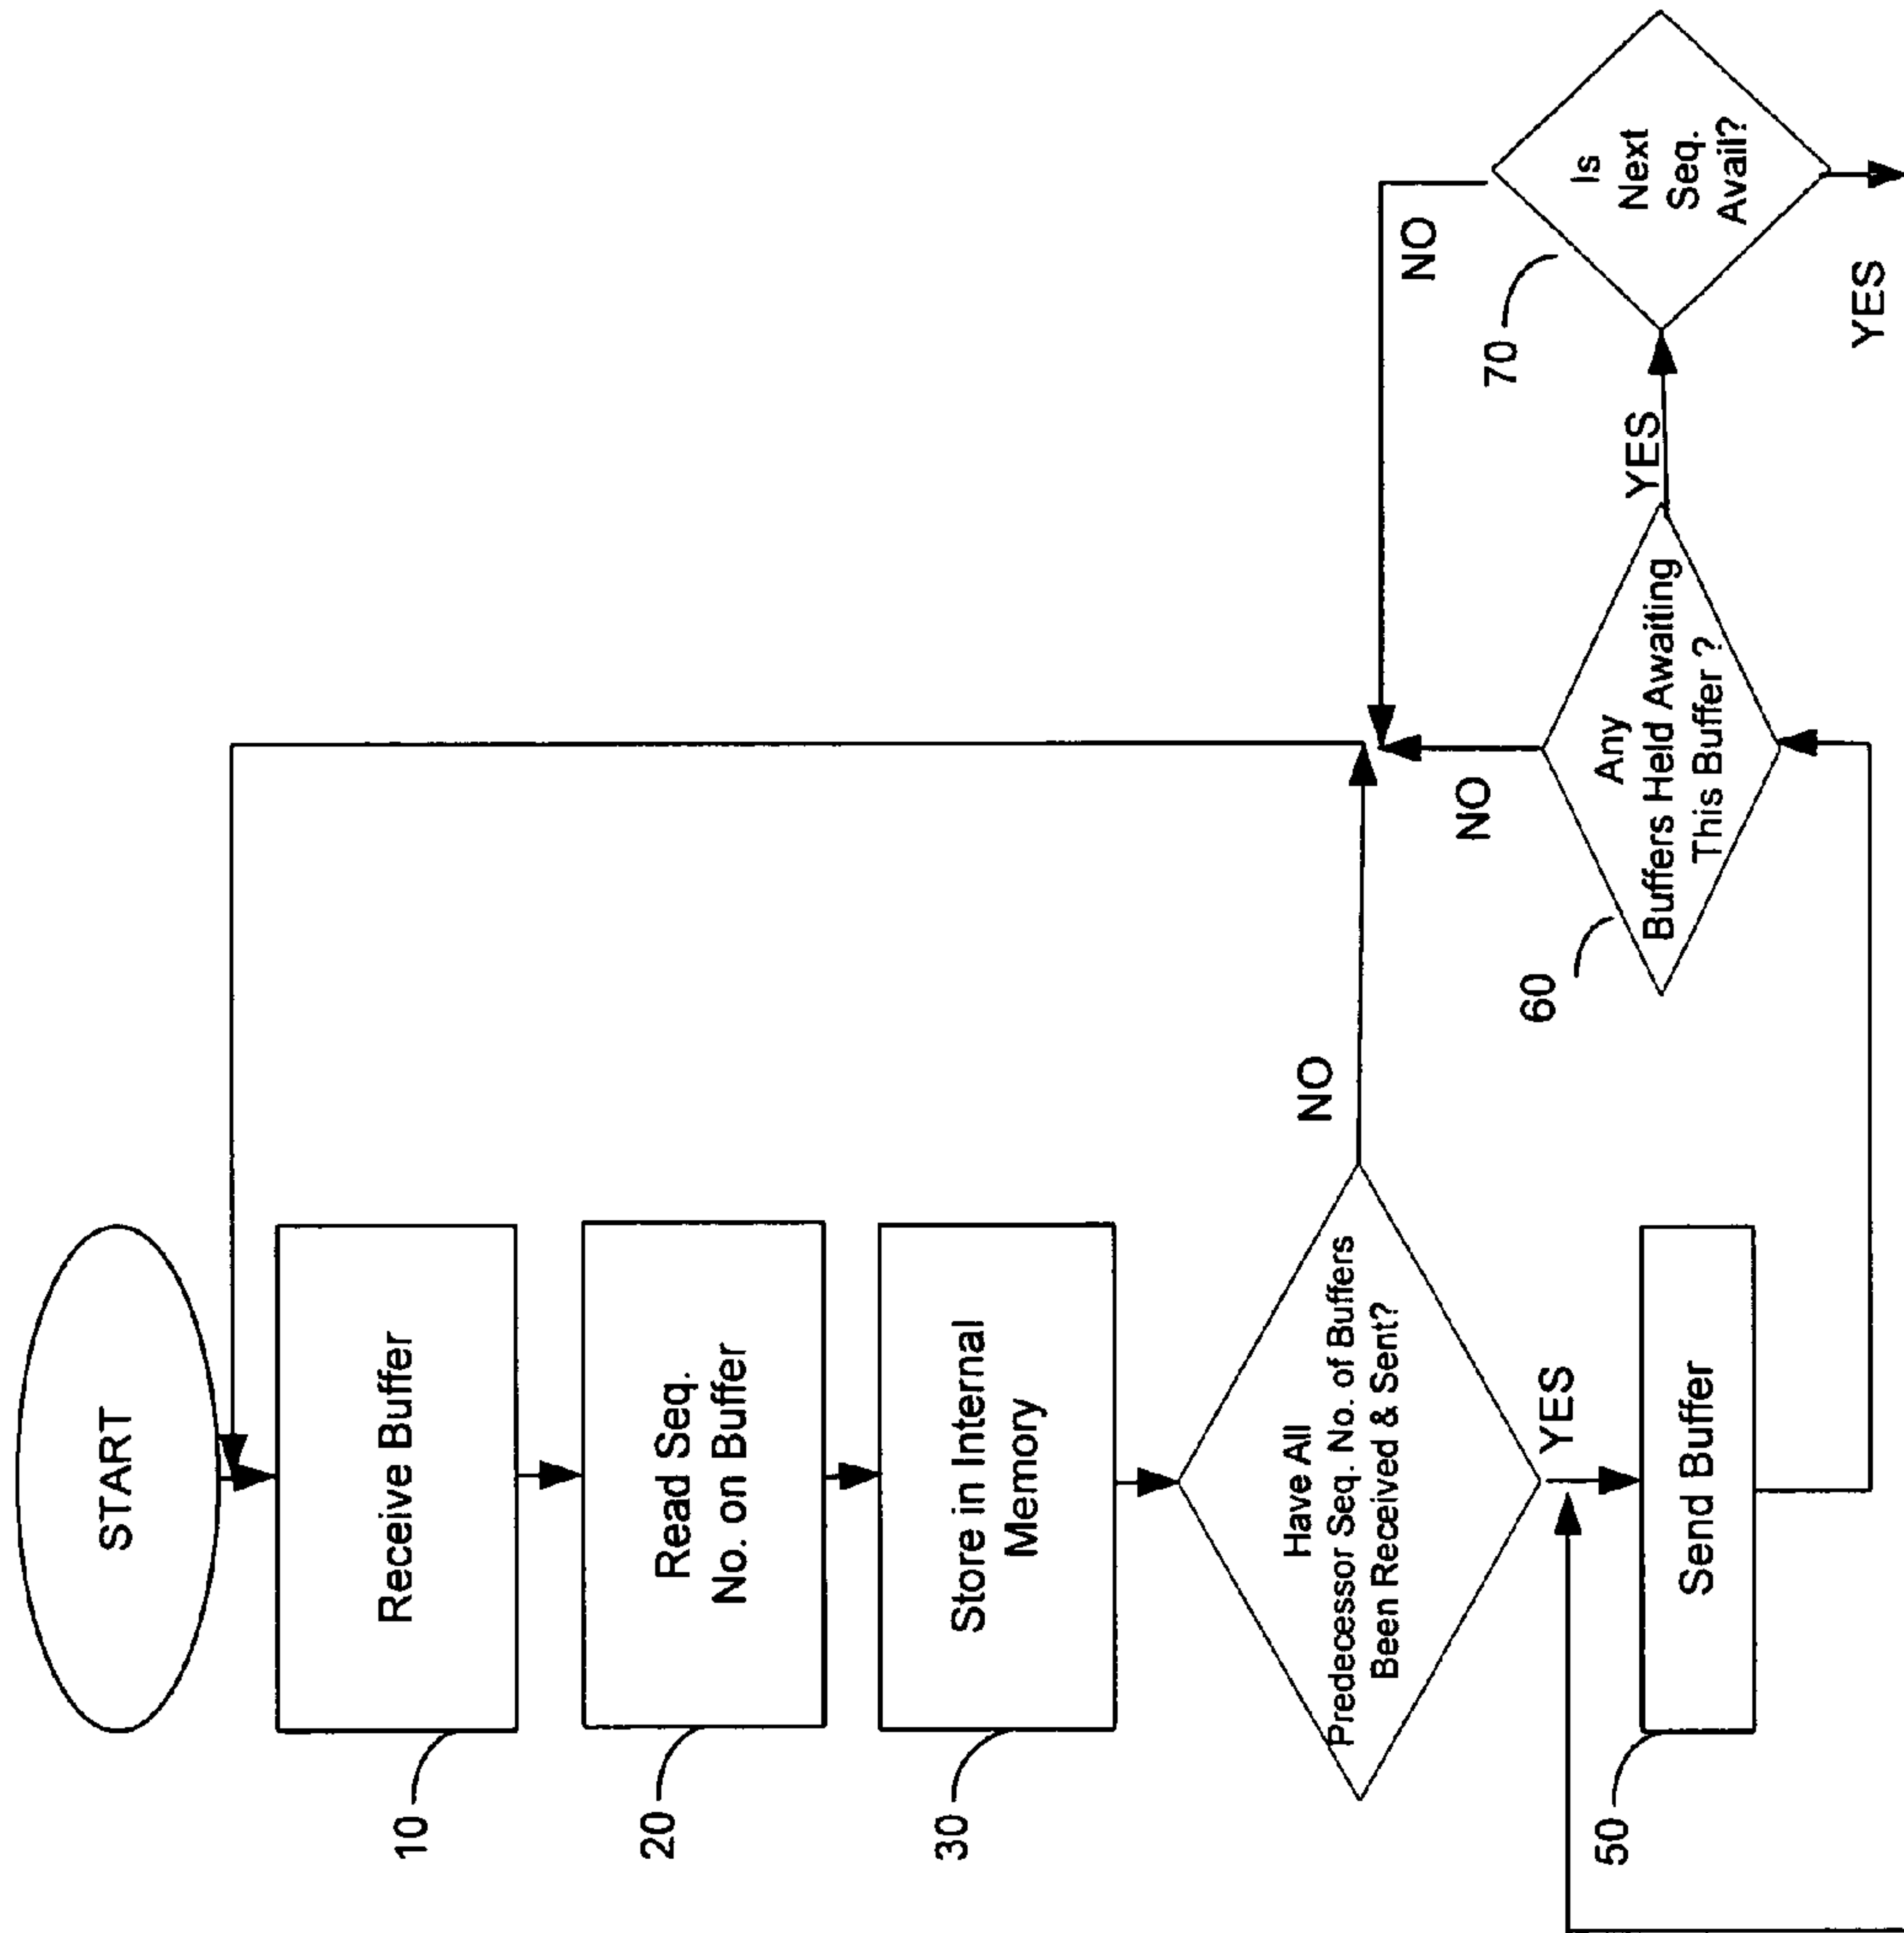 START
Receive Buffer
10
Read Seq.
No. on Buffer
20
Store in Internal
Memory
30
Have All
Predecessor Seq. No. of Buffers
Been Received & Sent?
NO
YES
Send Buffer
50
Any
Buffers Held Awaiting
This Buffer ?
60
NO
YES
Is
Next
Seq.
Avail?
70
NO
YES